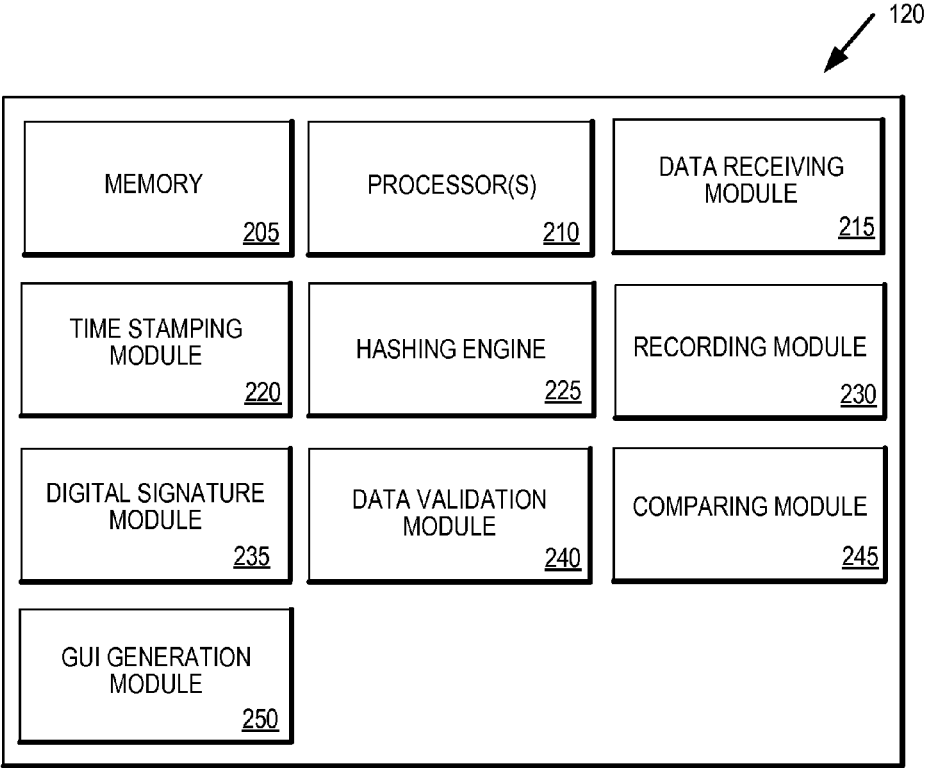 120
MEMORY
205
PROCESSOR(S)
210
DATA RECEIVING
MODULE
215
TIME STAMPING
MODULE
220
HASHING ENGINE
225
RECORDING MODULE
230
DIGITAL SIGNATURE
MODULE
235
DATA VALIDATION
MODULE
240
COMPARING MODULE
245
GUI GENERATION
MODULE
250